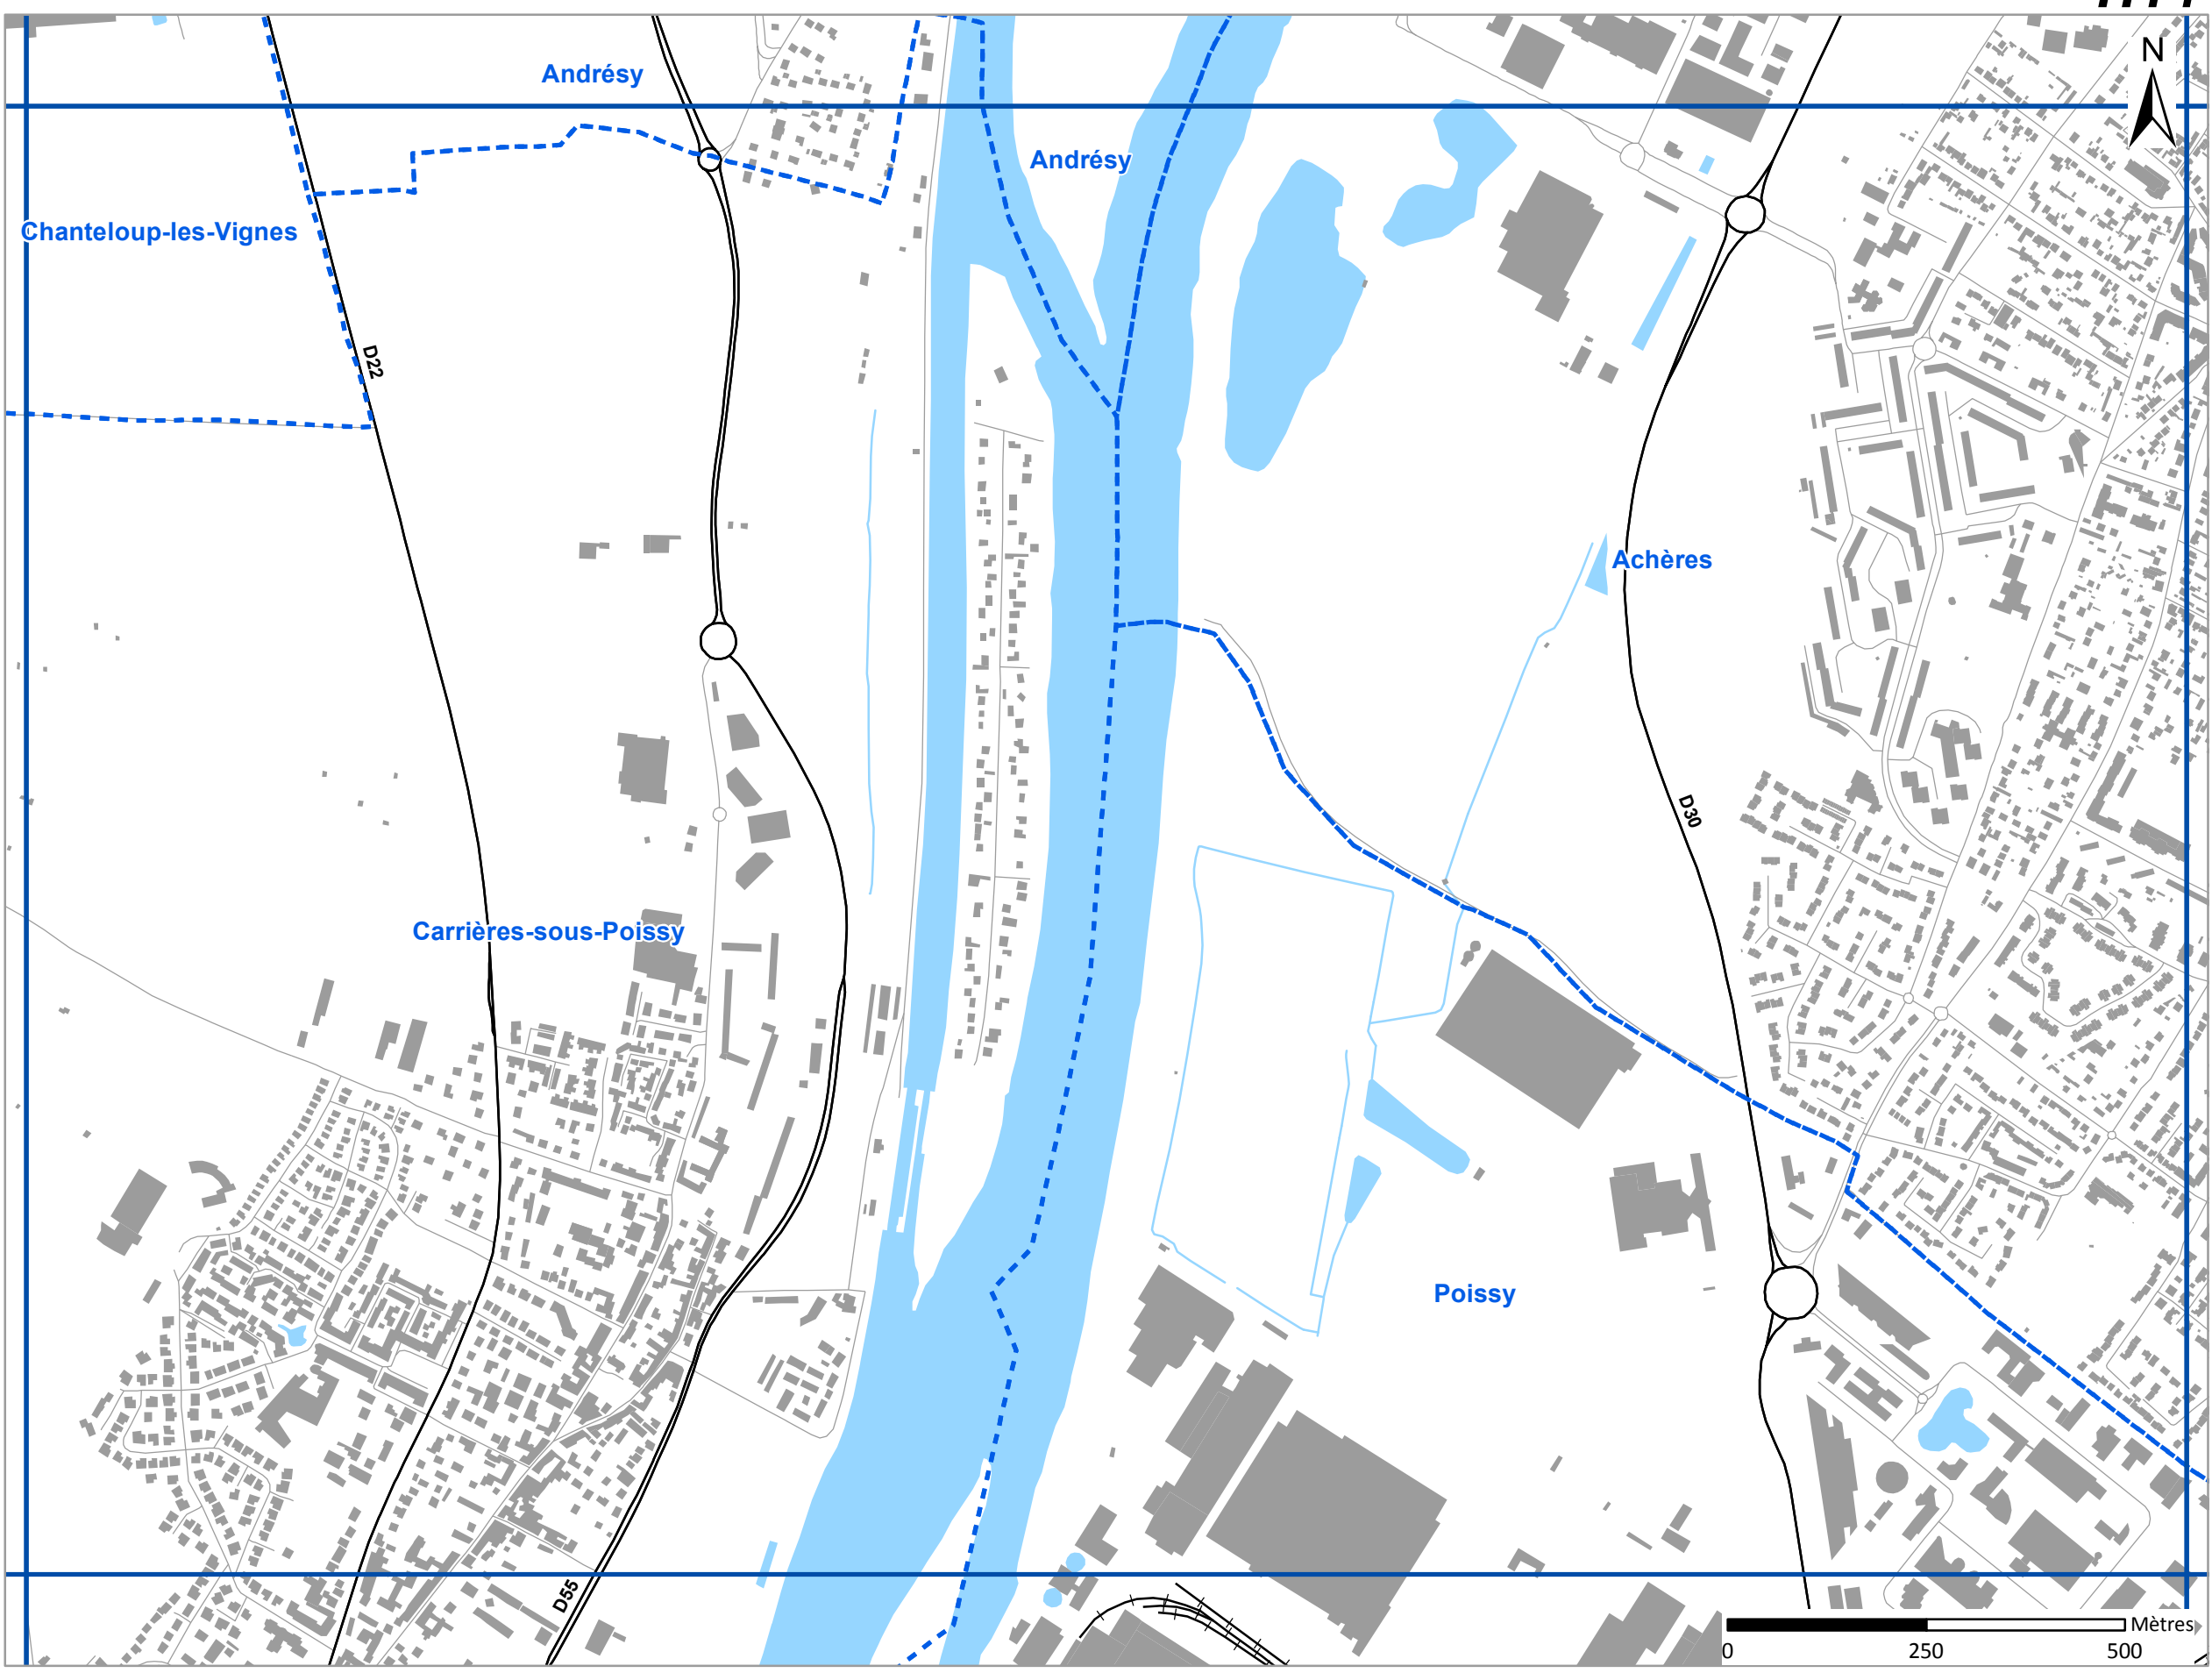 N
Andrésy
Andrésy
Chanteloup-les-Vignes
D22
Achères
D30
Carrières-sous-Poissy
Poissy
D55
Mètres
0 250 500